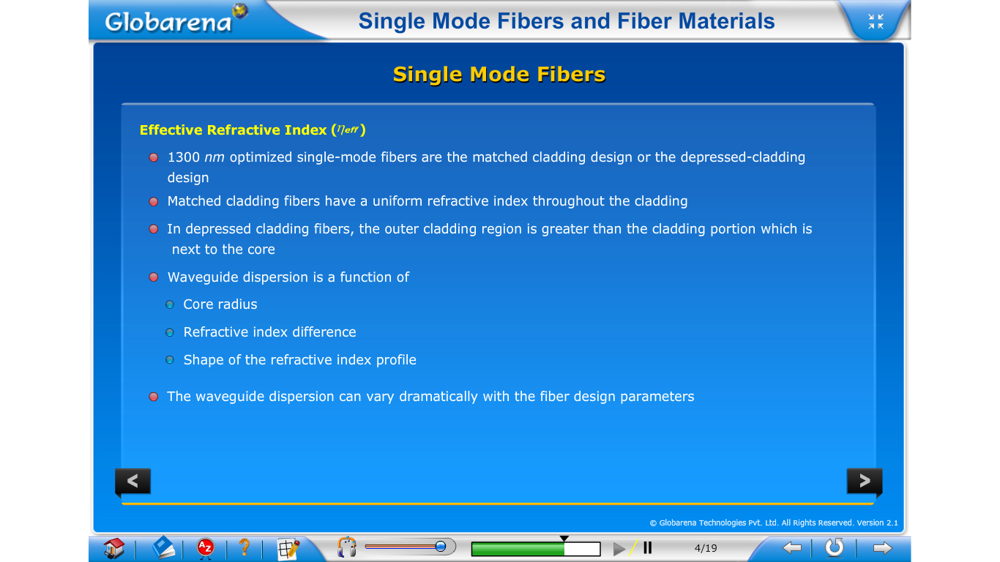 Globarena
Single Mode Fibers and Fiber Materials
Single Mode Fibers
Effective Refractive Index (ηeff)
1300 nm optimized single-mode fibers are the matched cladding design or the depressed-cladding
design
Matched cladding fibers have a uniform refractive index throughout the cladding
In depressed cladding fibers, the outer cladding region is greater than the cladding portion which is
next to the core
Waveguide dispersion is a function of
Core radius
Refractive index difference
Shape of the refractive index profile
The waveguide dispersion can vary dramatically with the fiber design parameters
< >
© Globarena Technologies Pvt. Ltd. All Rights Reserved. Version 2.1
AZ ? / 4/19